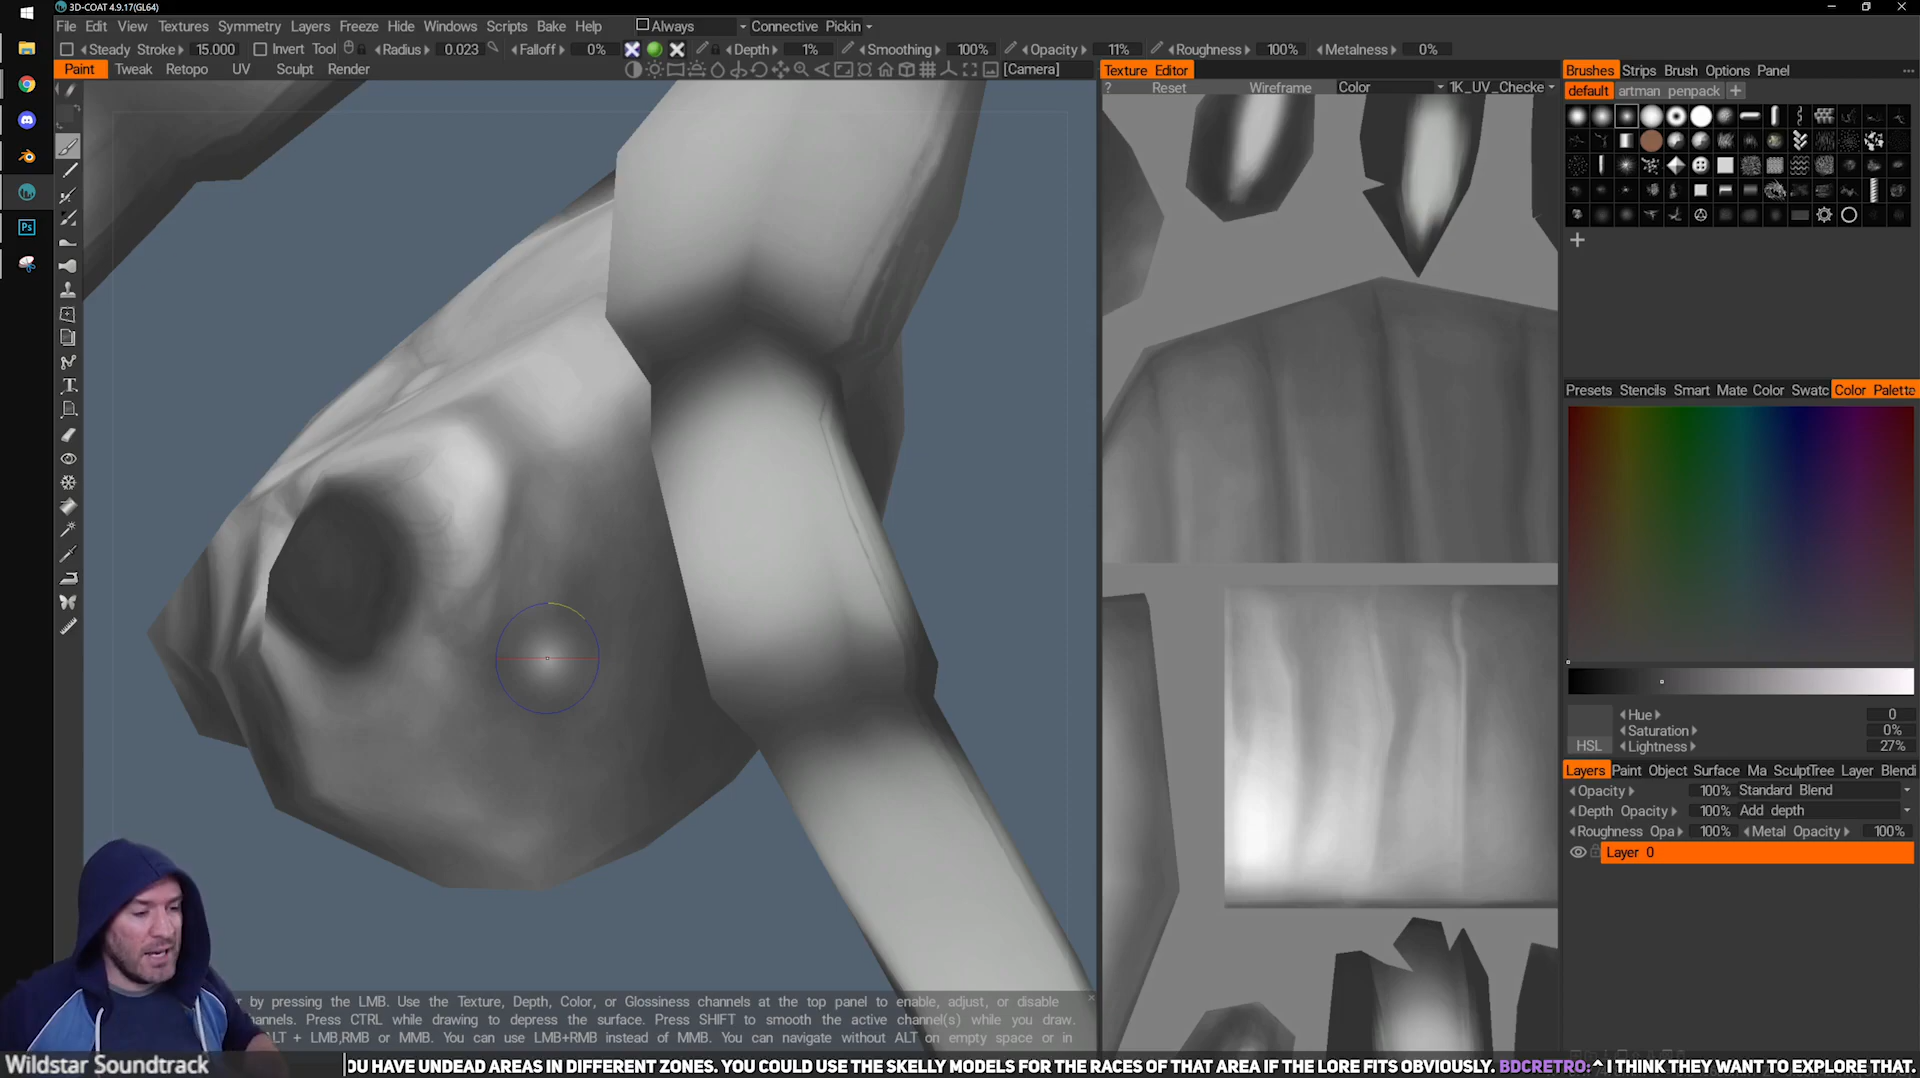 3D-COAT 4.9.17(GL64)
File Edit View Textures Symmetry Layers Freeze Hide Windows Scripts Bake Help Always Connective Pickin
Steady Stroke 15.000 Invert Tool Radius 0.023 Falloff 0% Depth 1% Smoothing 100% Opacity 11% Roughness 100% Metalness 0%
Paint Tweak Retopo UV Sculpt Render [Camera]
Texture Editor
? Reset Wireframe Color 1K_UV_Checke
Brushes Strips Brush Options Panel
default artman penpack +
Presets Stencils Smart Mate Color Swatc Color Palette
Hue 0
Saturation 0%
HSL Lightness 27%
Layers Paint Object Surface Ma SculptTree Layer Blendi
Opacity 100% Standard Blend
Depth Opacity 100% Add depth
Roughness Opa 100% Metal Opacity 100%
Layer 0
r by pressing the LMB. Use the Texture, Depth, Color, or Glossiness channels at the top panel to enable, adjust, or disable
hannels. Press CTRL while drawing to depress the surface. Press SHIFT to smooth the active channel(s) while you draw.
ALT + LMB,RMB or MMB. You can use LMB+RMB instead of MMB. You can navigate without ALT on empty space or in
Wildstar Soundtrack
OU HAVE UNDEAD AREAS IN DIFFERENT ZONES. YOU COULD USE THE SKELLY MODELS FOR THE RACES OF THAT AREA IF THE LORE FITS OBVIOUSLY. BDCRETRO: ^ I THINK THEY WANT TO EXPLORE THAT.